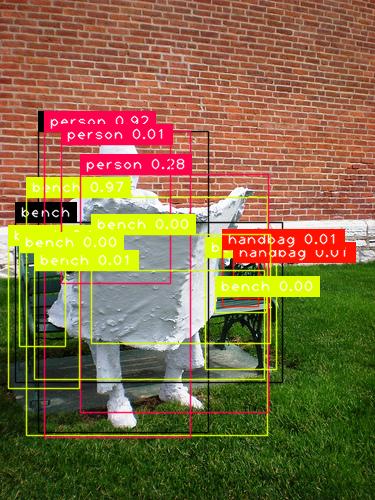 person 0.92
person 0.01
person 0.28
bench 0.97
bench
bench 0.00
bench 0.00
handbag 0.01
handbag 0.01
bench 0.01
bench 0.00